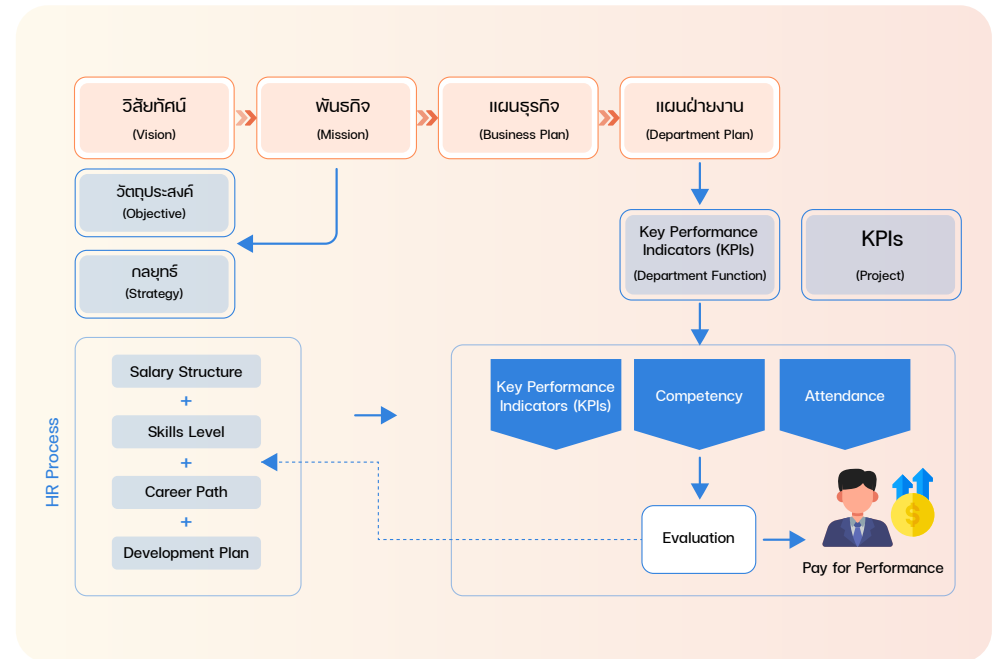 วิสัยทัศน์
(Vision)
พันธกิจ
(Mission)
แผนธุรกิจ
(Business Plan)
แผนฝ่ายงาน
(Department Plan)
วัตถุประสงค์
(Objective)
กลยุทธ์
(Strategy)
Key Performance
Indicators (KPIs)
(Department Function)
KPIs
(Project)
HR Process
Salary Structure
+
Skills Level
+
Career Path
+
Development Plan
Key Performance
Indicators (KPIs)
Competency
Attendance
Evaluation
$
Pay for Performance